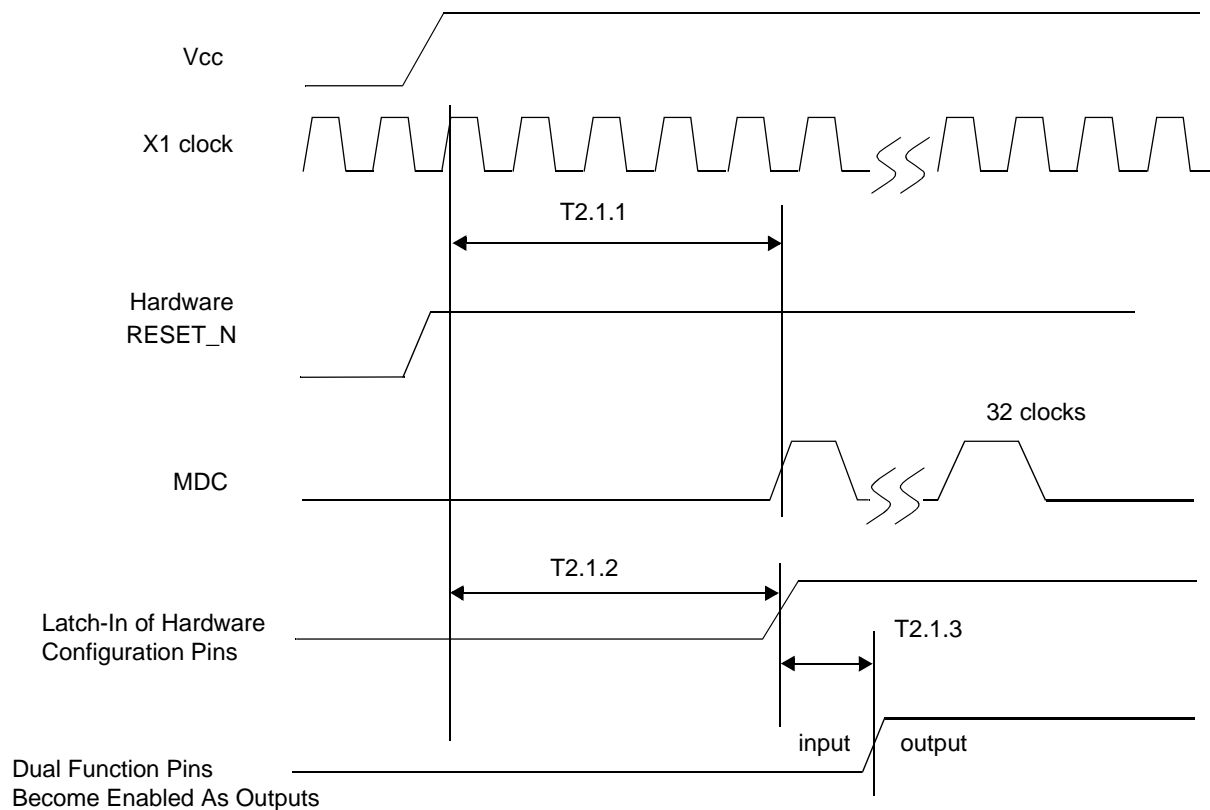 Vcc
X1 clock
T2.1.1
Hardware
RESET_N
32 clocks
MDC
T2.1.2
Latch-In of Hardware
Configuration Pins
T2.1.3
input
output
Dual Function Pins
Become Enabled As Outputs